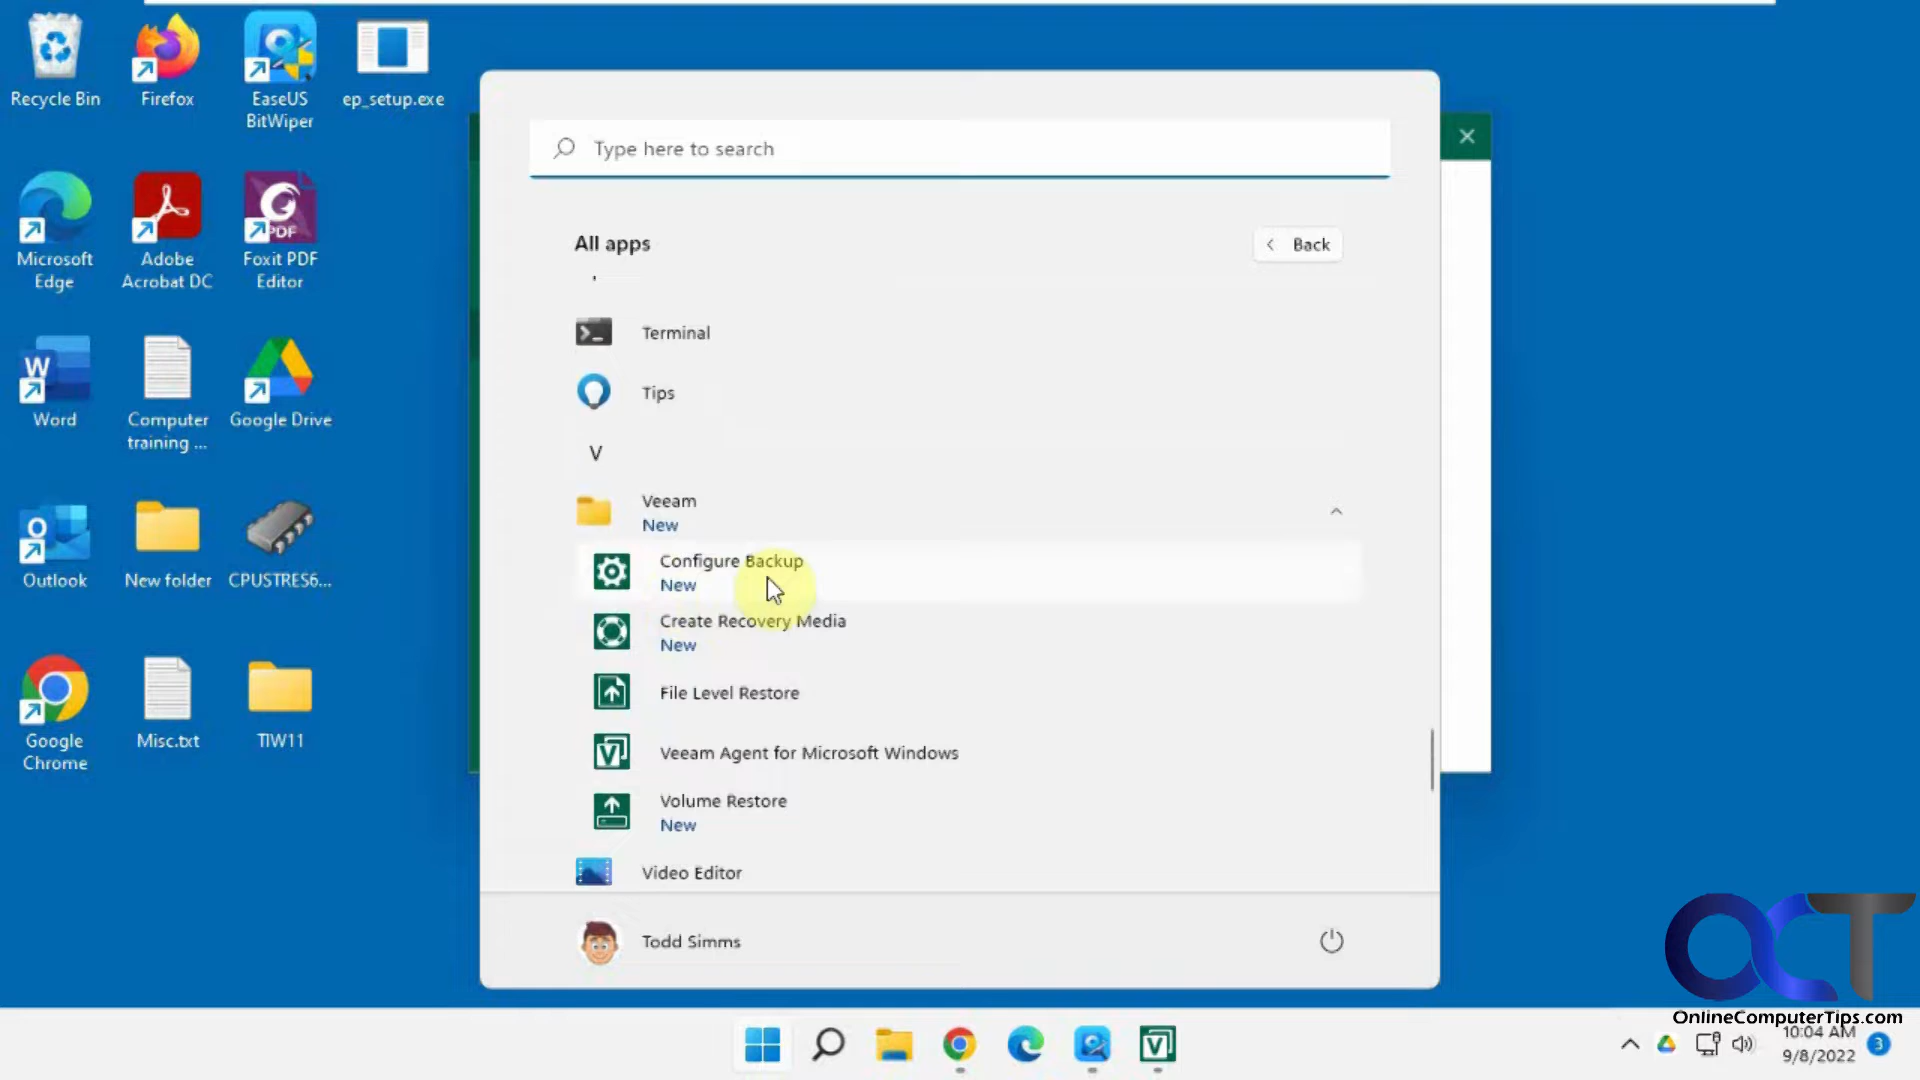 Recycle Bin
Firefox
EaseUS
BitWiper
ep_setup.exe
Microsoft
Edge
Adobe
Acrobat DC
PDF
Foxit PDF
Editor
W
Word
Computer
training ...
Google Drive
O
Outlook
New folder
CPUSTRES6...
Google
Chrome
Misc.txt
TIW11
Type here to search
All apps
Back
Terminal
Tips
V
Veeam
New
Configure Backup
New
Create Recovery Media
New
File Level Restore
V
Veeam Agent for Microsoft Windows
Volume Restore
New
Video Editor
Todd Simms
V
OCT
OnlineComputerTips.com
10:04 AM
9/8/2022
3